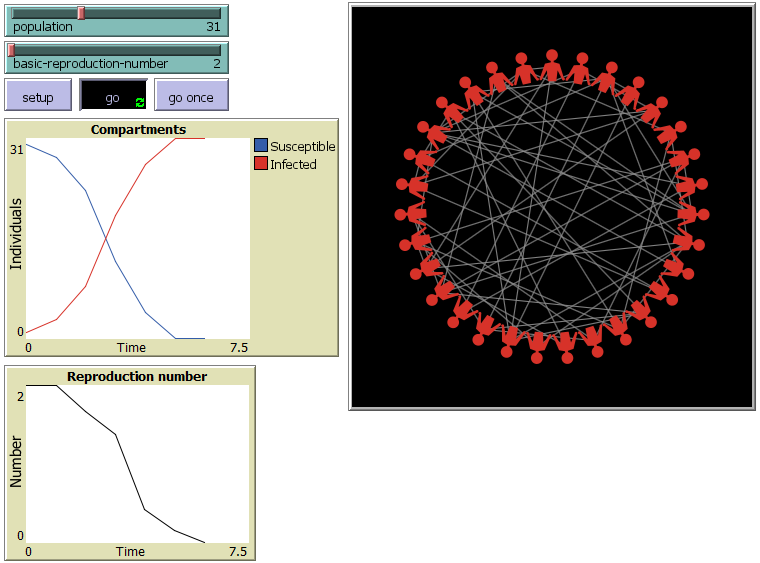 population 31
basic-reproduction-number 2
setup go go once
Compartments
31
Individuals
0
0 Time 7.5
Susceptible
Infected
Reproduction number
2
Number
0
0 Time 7.5